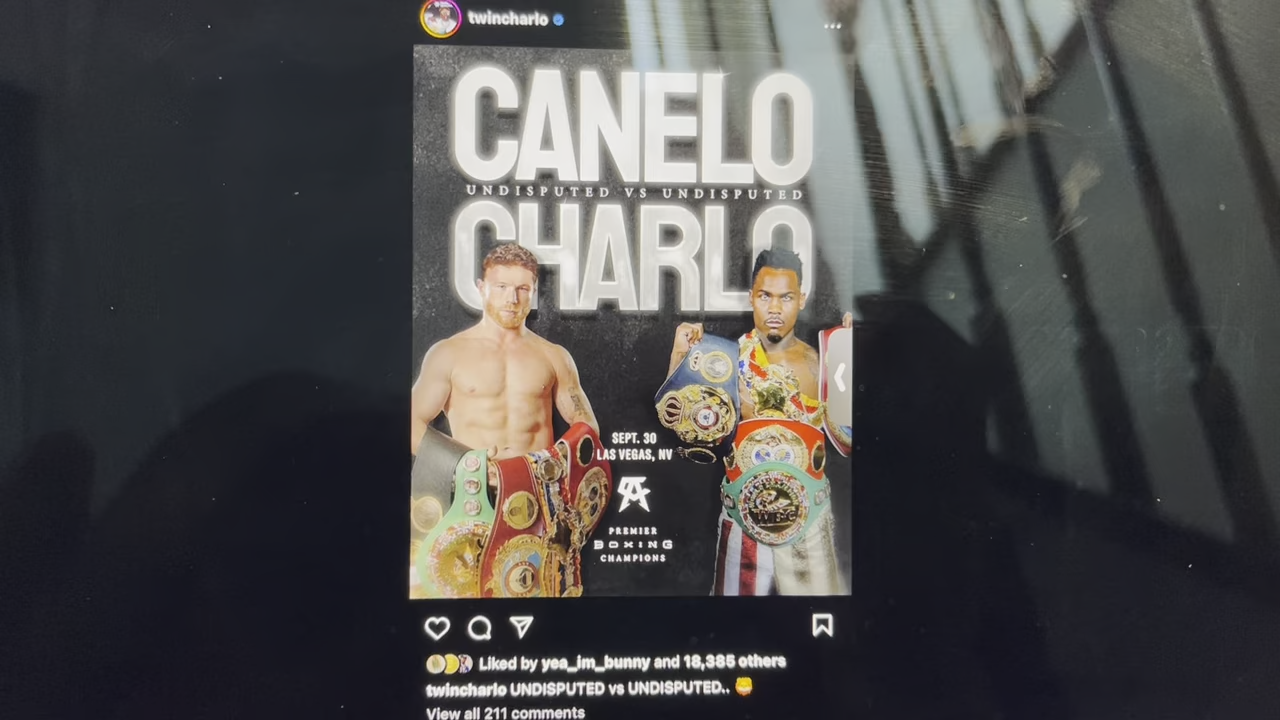 twincharlo
CANELO
UNDISPUTED VS UNDISPUTED
CHARLO
SEPT. 30
LAS VEGAS, NV
PREMIER
BOXING
CHAMPIONS
Liked by yea_im_bunny and 18,385 others
twincharlo UNDISPUTED vs UNDISPUTED.. 🦁
View all 211 comments